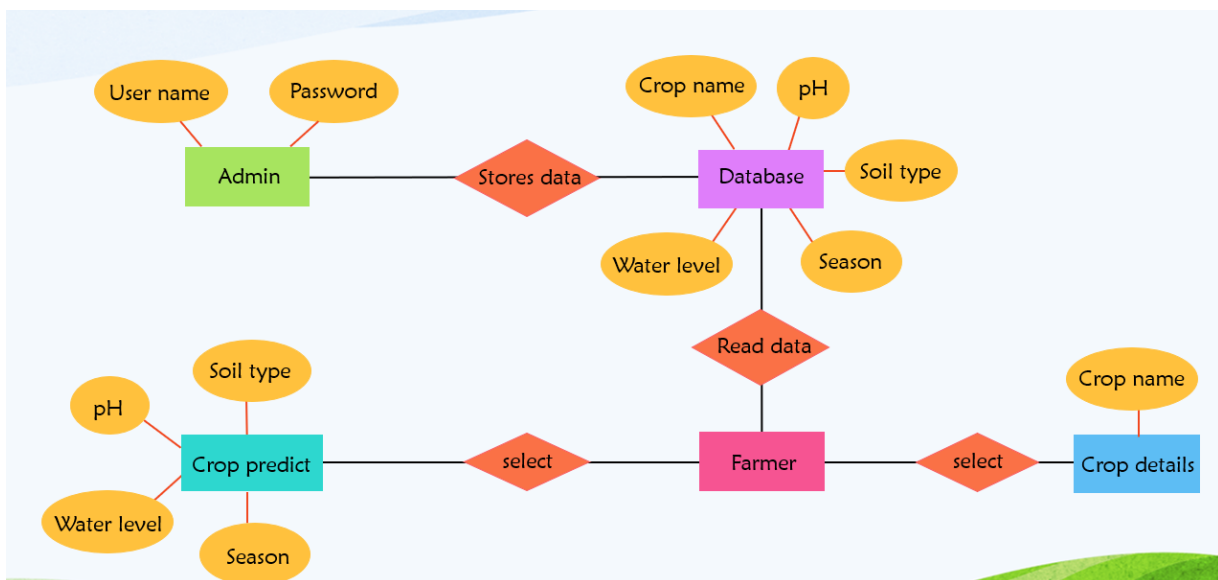 User name
Password
Crop name
pH
Admin
Stores data
Database
Soil type
Water level
Season
Read data
Soil type
Crop name
pH
Crop predict
select
Farmer
select
Crop details
Water level
Season